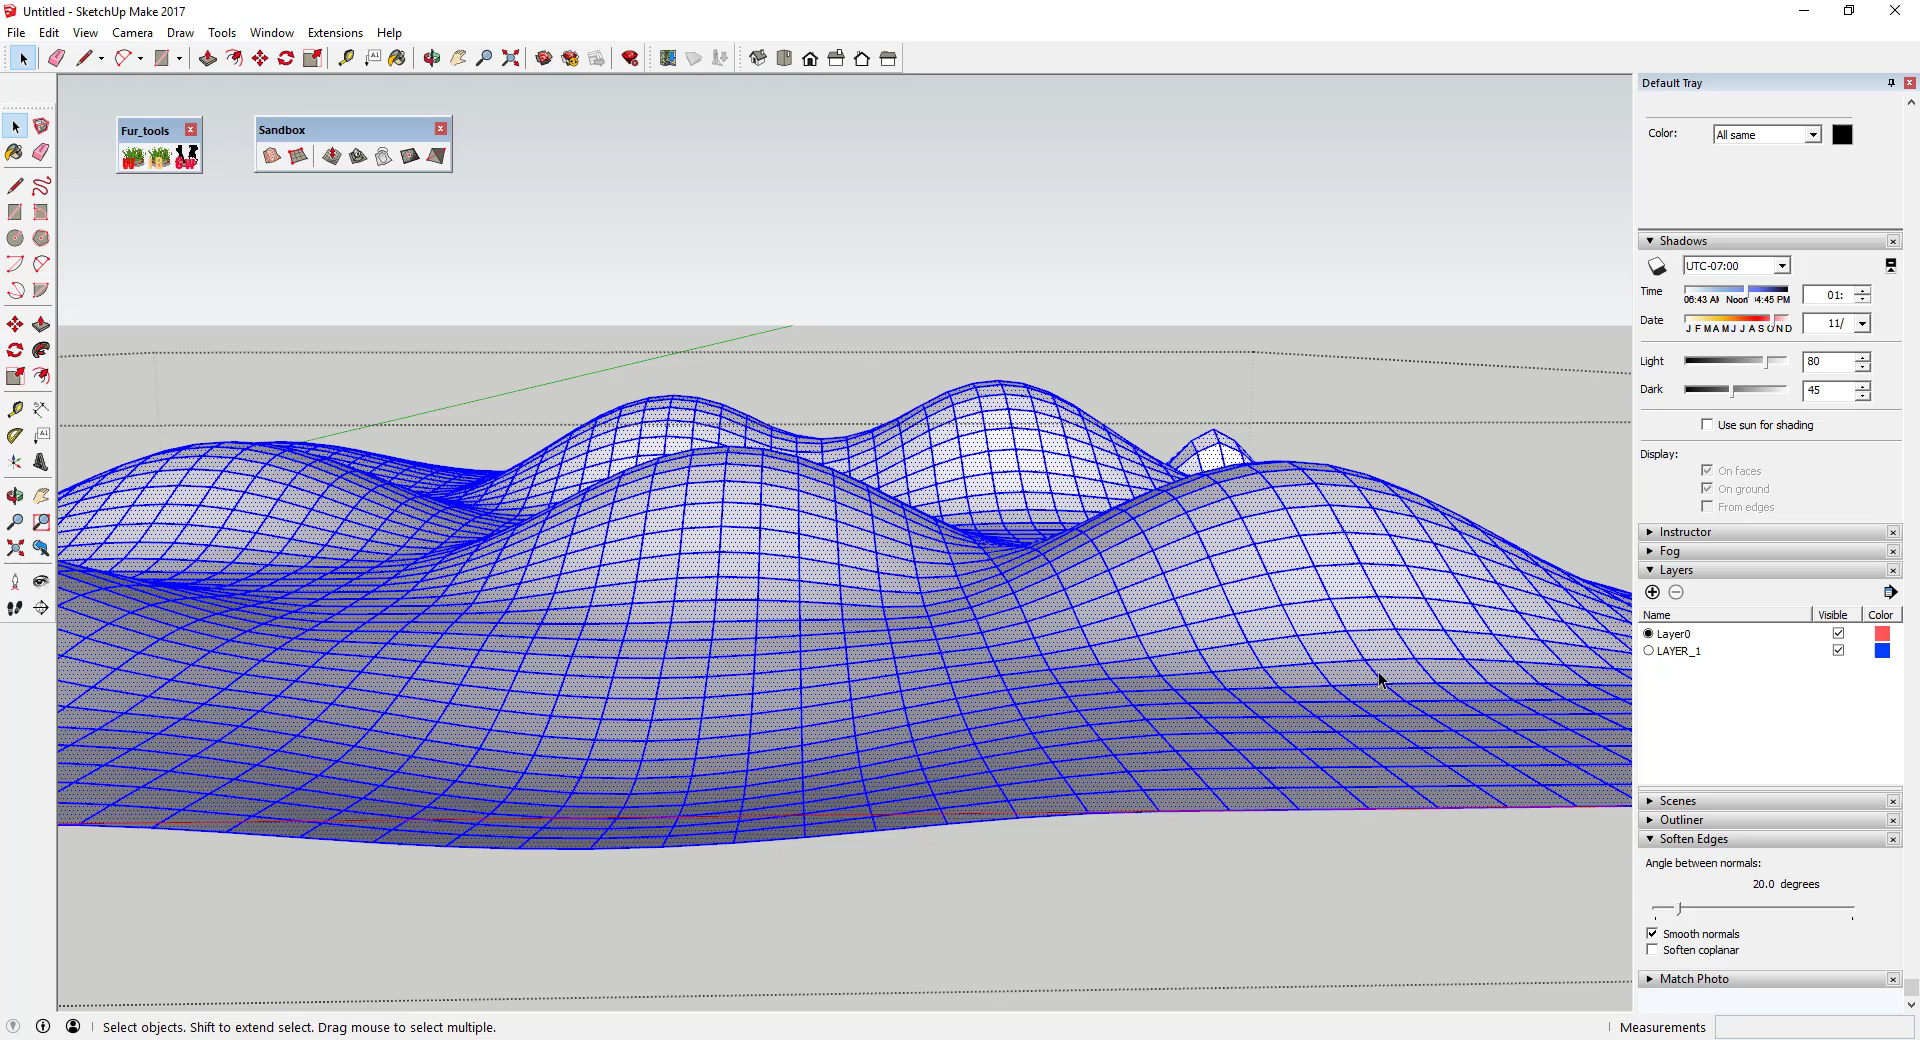 Untitled - SketchUp Make 2017
File Edit View Camera Draw Tools Window Extensions Help
Default Tray
Fur_tools
Sandbox
Color: All same
Shadows
UTC-07:00
Time 06:43 AM Noon 4:45 PM 01:
Date J F M A M J J A S O N D 11/
Light 80
Dark 45
Use sun for shading
Display:
On faces
On ground
From edges
Instructor
Fog
Layers
Name Visible Color
Layer0
LAYER_1
Scenes
Outliner
Soften Edges
Angle between normals:
20.0 degrees
Smooth normals
Soften coplanar
Match Photo
Select objects. Shift to extend select. Drag mouse to select multiple.
Measurements